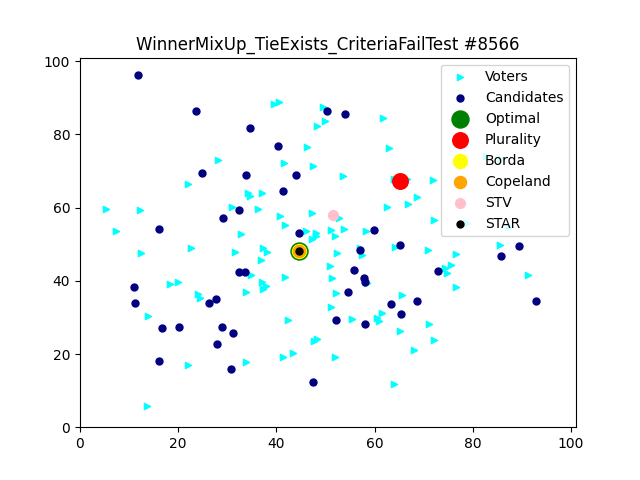 WinnerMixUp_TieExists_CriteriaFailTest #8566
100
80
60
40
20
0
0 20 40 60 80 100
Voters
Candidates
Optimal
Plurality
Borda
Copeland
STV
STAR